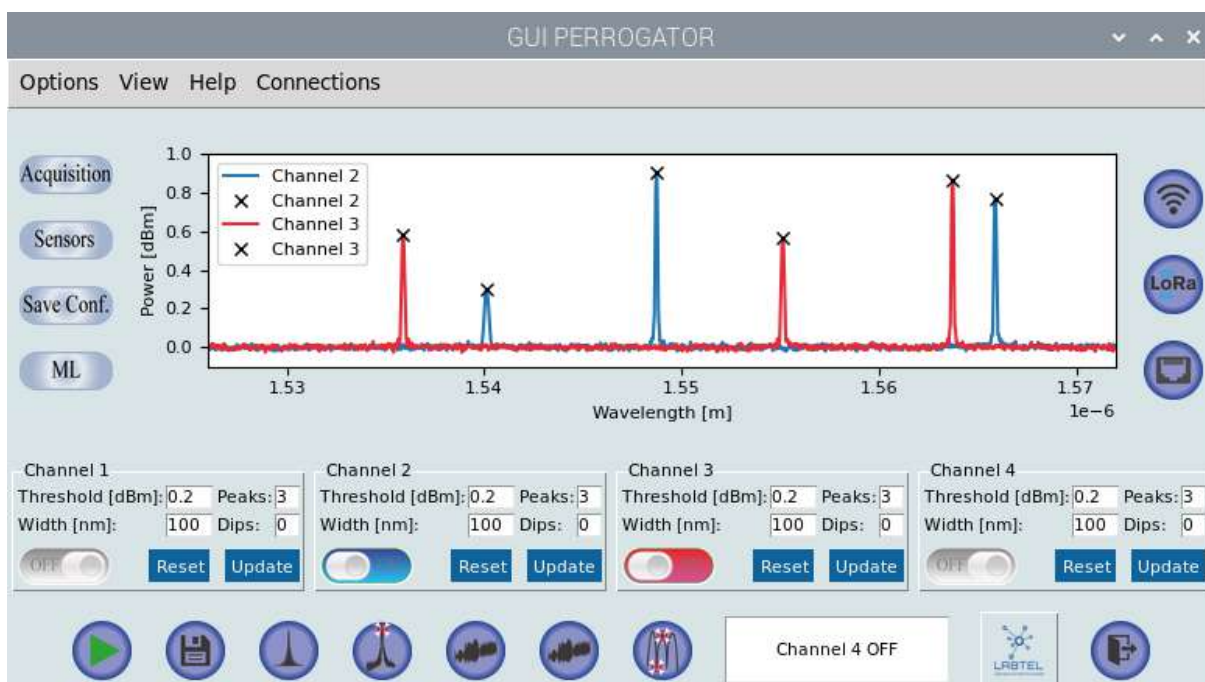 GUI PERROGATOR
Options View Help Connections
Acquisition
Sensors
Save Conf.
ML
1.0
0.8
0.6
0.4
0.2
0.0
Power [dBm]
Channel 2
Channel 2
Channel 3
Channel 3
1.53 1.54 1.55 1.56 1.57
Wavelength [m]
1e−6
LoRa
Channel 1
Threshold [dBm]: 0.2 Peaks: 3
Width [nm]: 100 Dips: 0
OFF Reset Update
Channel 2
Threshold [dBm]: 0.2 Peaks: 3
Width [nm]: 100 Dips: 0
Reset Update
Channel 3
Threshold [dBm]: 0.2 Peaks: 3
Width [nm]: 100 Dips: 0
Reset Update
Channel 4
Threshold [dBm]: 0.2 Peaks: 3
Width [nm]: 100 Dips: 0
OFF Reset Update
Channel 4 OFF
LABTEL